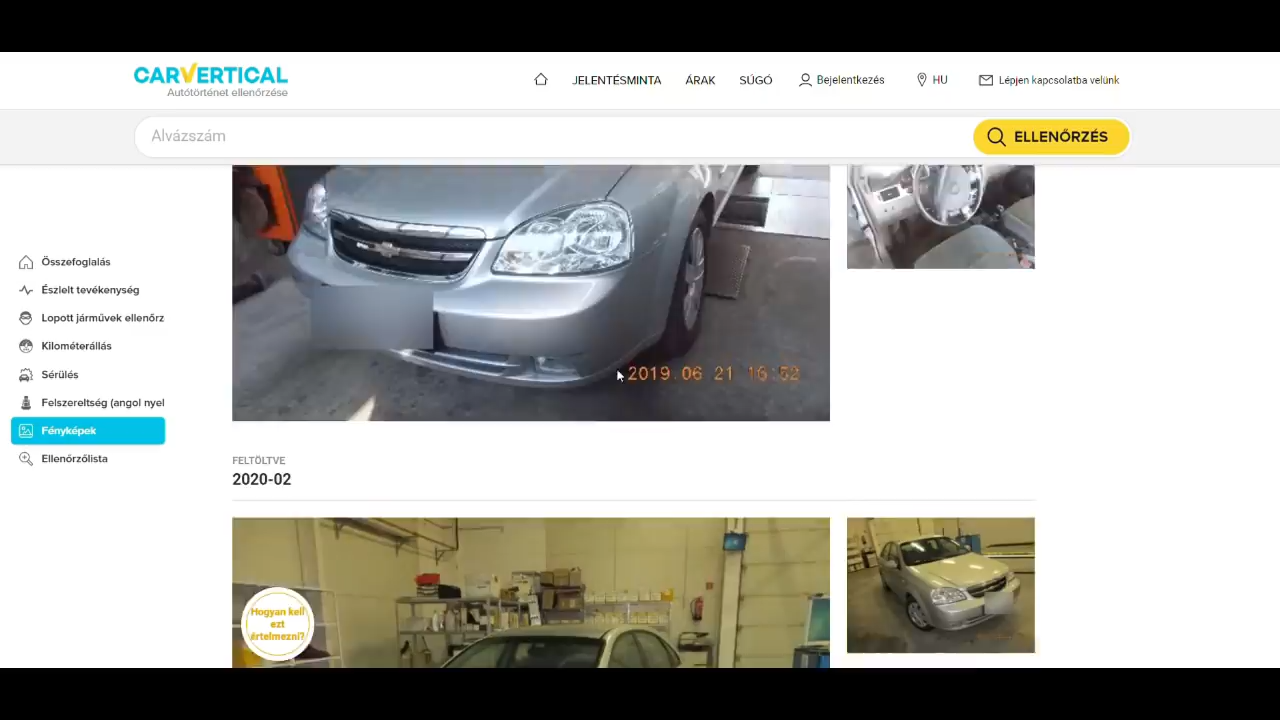 CARVERTICAL
Autótörténet ellenőrzése
JELENTÉSMINTA
ÁRAK
SÚGÓ
Bejelentkezés
HU
Lépjen kapcsolatba velünk
Alvázszám
ELLENŐRZÉS
Összefoglalás
Észlelt tevékenység
Lopott járművek ellenőrz
Kilométerállás
Sérülés
Felszereltség (angol nyel
Fényképek
Ellenőrzőlista
2019.06 21 16:52
FELTÖLTVE
2020-02
Hogyan kell
ezt
értelmezni?